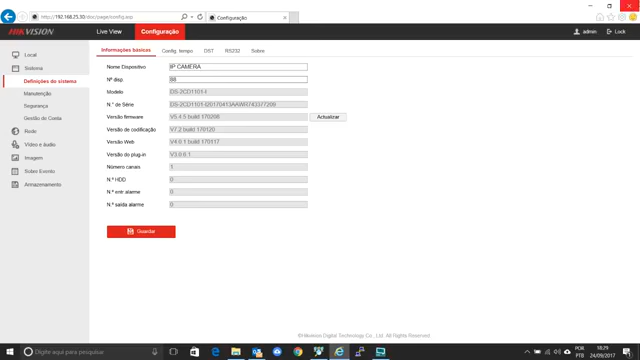 http://192.168.25.10/doc/page/config.asp
Configuração
HIKVISION
Live View
Configuração
admin
Lock
Local
Sistema
Definições do sistema
Manutenção
Segurança
Gestão de Conta
Rede
Vídeo e áudio
Imagem
Sobre Evento
Armazenamento
Informações básicas
Config. tempo
DST
RS232
Sobre
Nome Dispositivo
IP CAMERA
Nº disp.
88
Modelo
DS-2CD1101-I
N.° de Série
Versão firmware
V5.4.5 build 170206
Actualizar
Versão de codificação
V7.2 build 170120
Versão Web
V4.0.1 build 170117
Versão do plug-in
V3.0.6.1
Número canais
1
N.º HDD
0
N.º entr alarme
0
N.º saída alarme
0
Guardar
©Hikvision Digital Technology Co., Ltd. All Rights Reserved.
Digite aqui para pesquisar
POR
PTB
18:29
24/09/2017